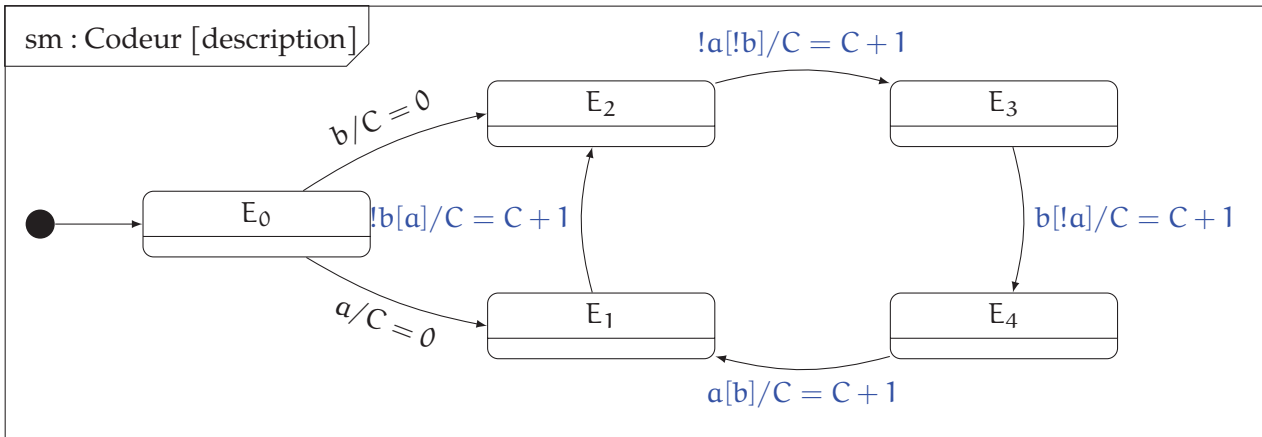 sm : Codeur [description]
!a[!b]/C = C + 1
E2
E3
b/C = 0
E0
!b[a]/C = C + 1
b[!a]/C = C + 1
a/C = 0
E1
E4
a[b]/C = C + 1